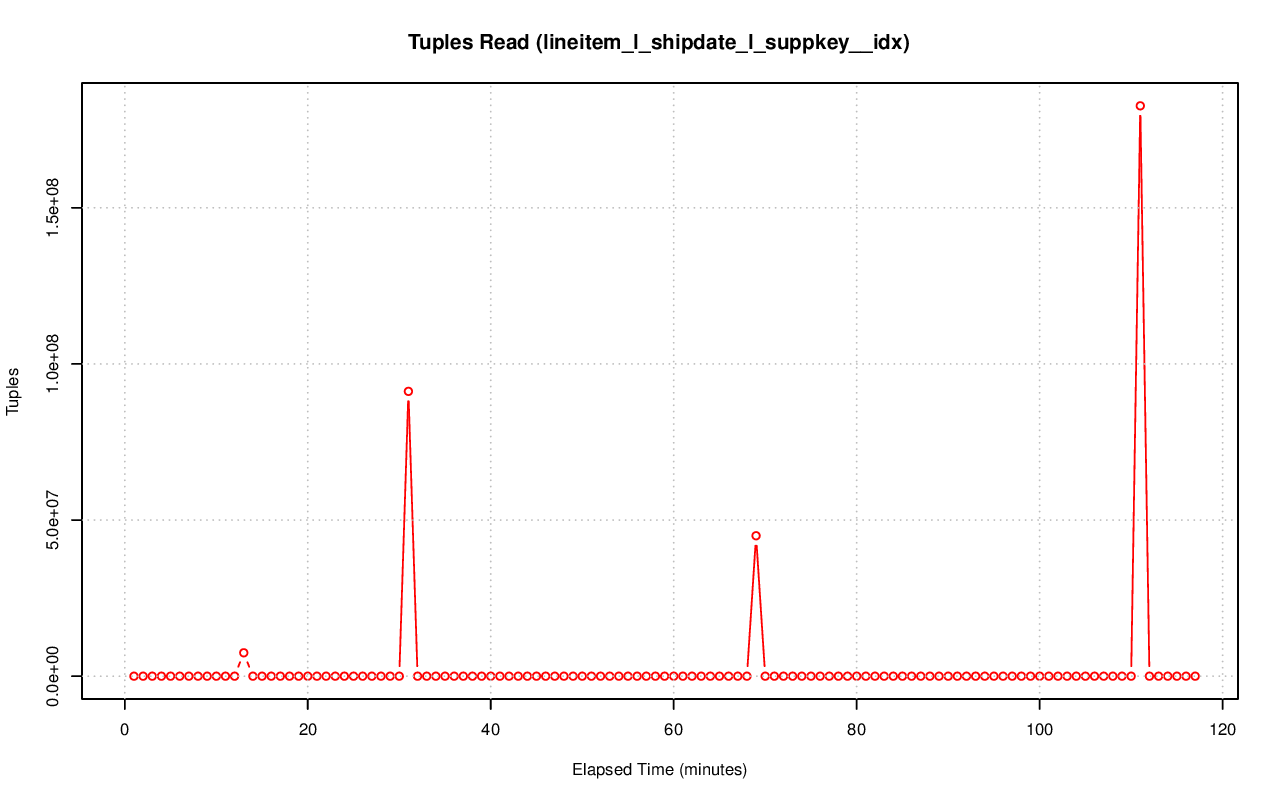 Tuples Read (lineitem_l_shipdate_l_suppkey__idx)
Tuples
1.5e+08
1.0e+08
5.0e+07
0.0e+00
0 20 40 60 80 100 120
Elapsed Time (minutes)